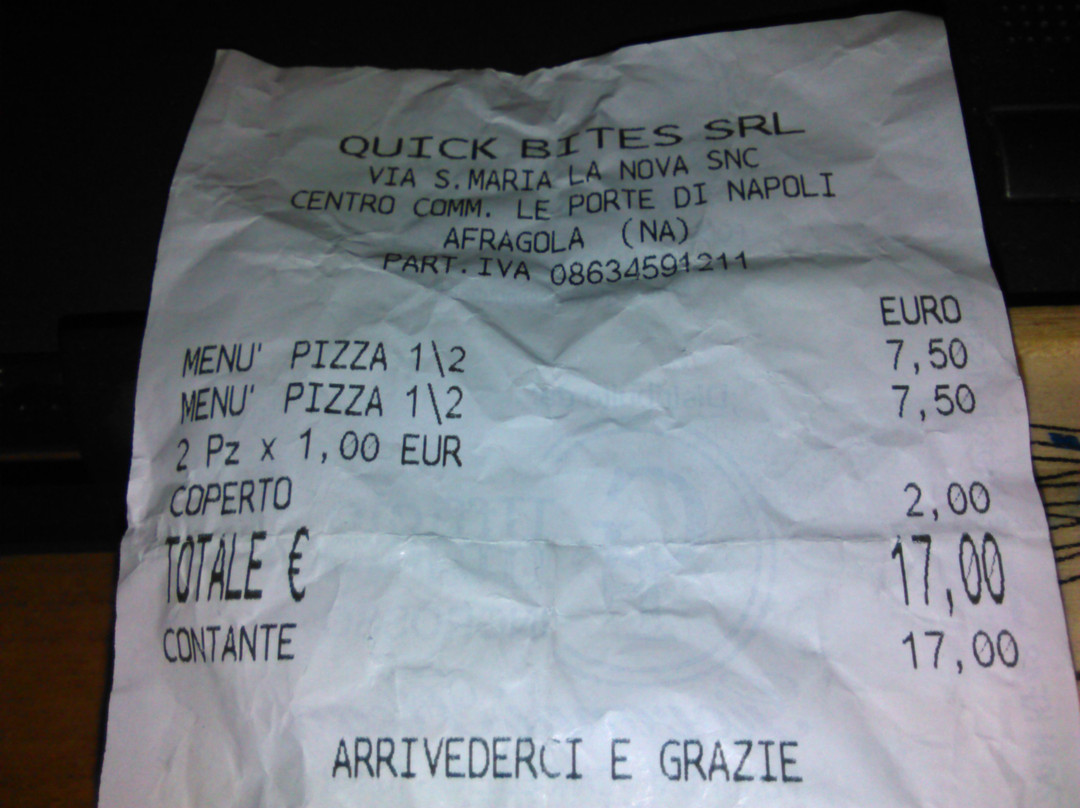 QUICK BITES SRL
VIA S.MARIA LA NOVA SNC
CENTRO COMM. LE PORTE DI NAPOLI
AFRAGOLA (NA)
PART.IVA 08634591211
EURO
MENU' PIZZA 1\2 7,50
MENU' PIZZA 1\2 7,50
2 Pz x 1,00 EUR
COPERTO 2,00
TOTALE € 17,00
CONTANTE 17,00
ARRIVEDERCI E GRAZIE